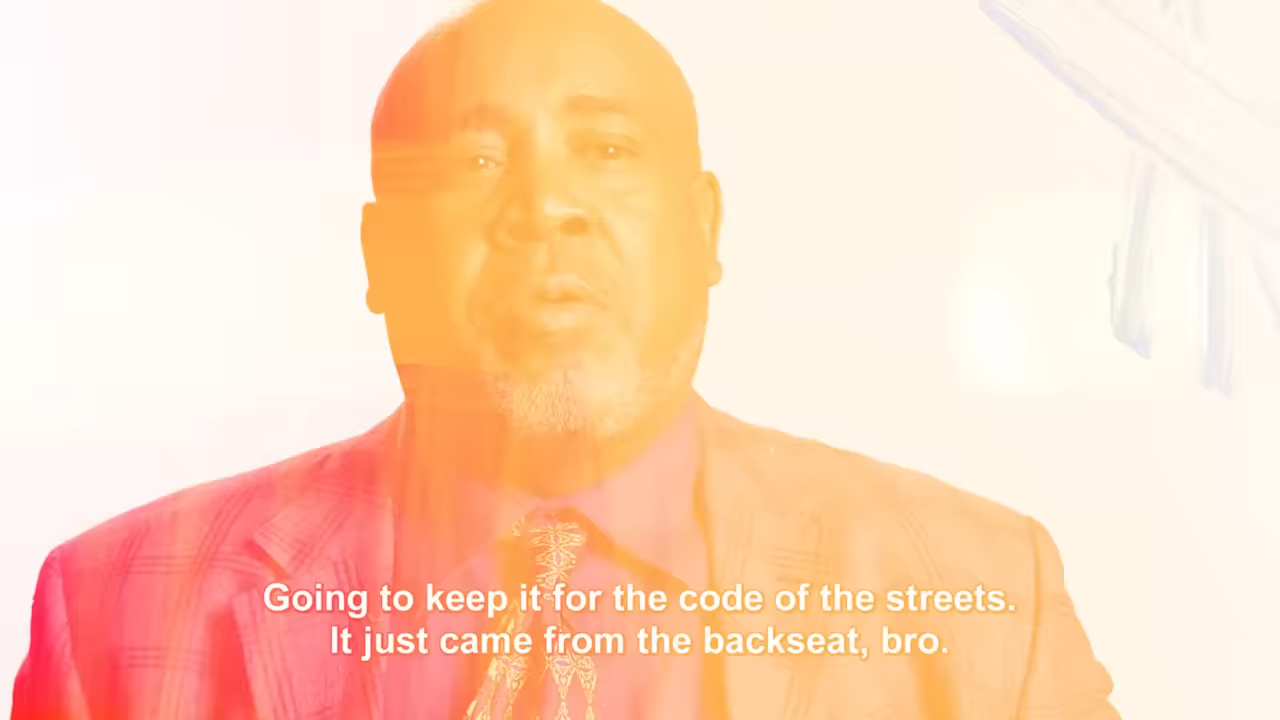 Going to keep it for the code of the streets.
It just came from the backseat, bro.